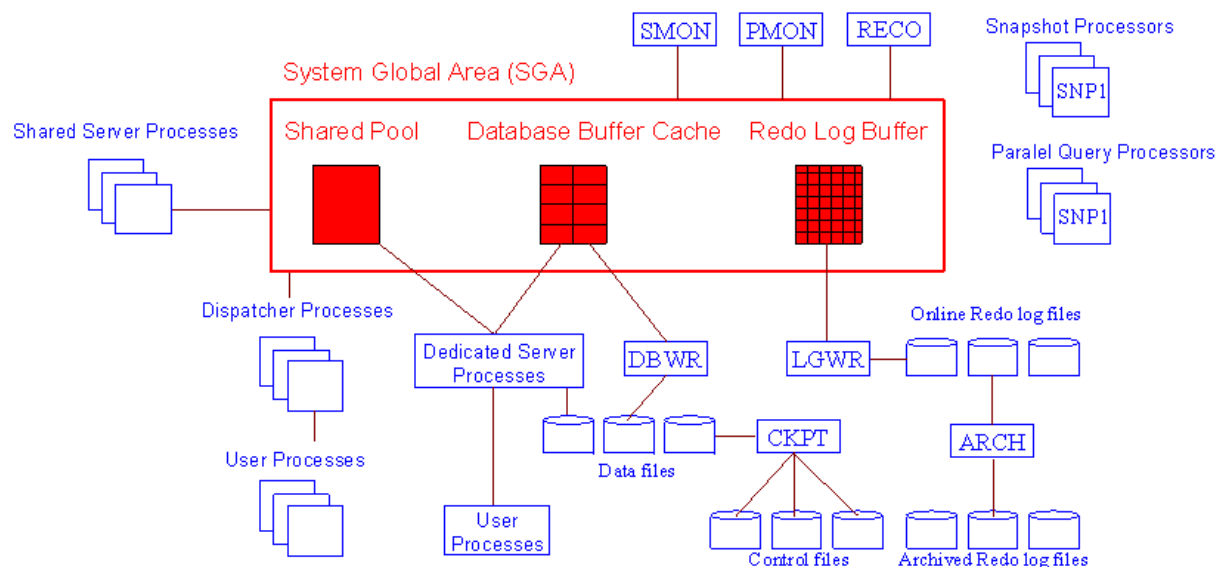 SMON
PMON
RECO
Snapshot Processors
System Global Area (SGA)
SNP1
Shared Server Processes
Shared Pool
Database Buffer Cache
Redo Log Buffer
Paralel Query Processors
SNP1
Dispatcher Processes
Online Redo log files
Dedicated Server
Processes
DBWR
LGWR
CKPT
ARCH
User Processes
Data files
User
Processes
Control files
Archived Redo log files